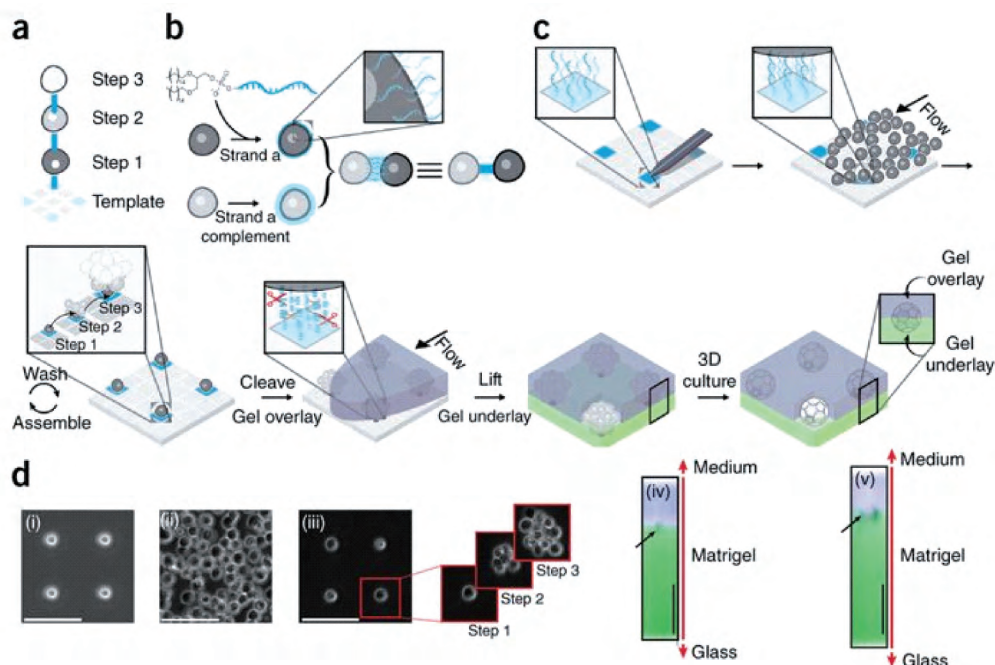 a
Step 3
Step 2
Step 1
Template
b
Strand a
Strand a
complement
c
Flow
Step 3
Step 2
Step 1
Wash
Assemble
Cleave
Gel overlay
Flow
Lift
Gel underlay
3D
culture
Gel
overlay
Gel
underlay
d
(i)
(ii)
(iii)
Step 3
Step 2
Step 1
(iv)
Medium
Matrigel
Glass
(v)
Medium
Matrigel
Glass